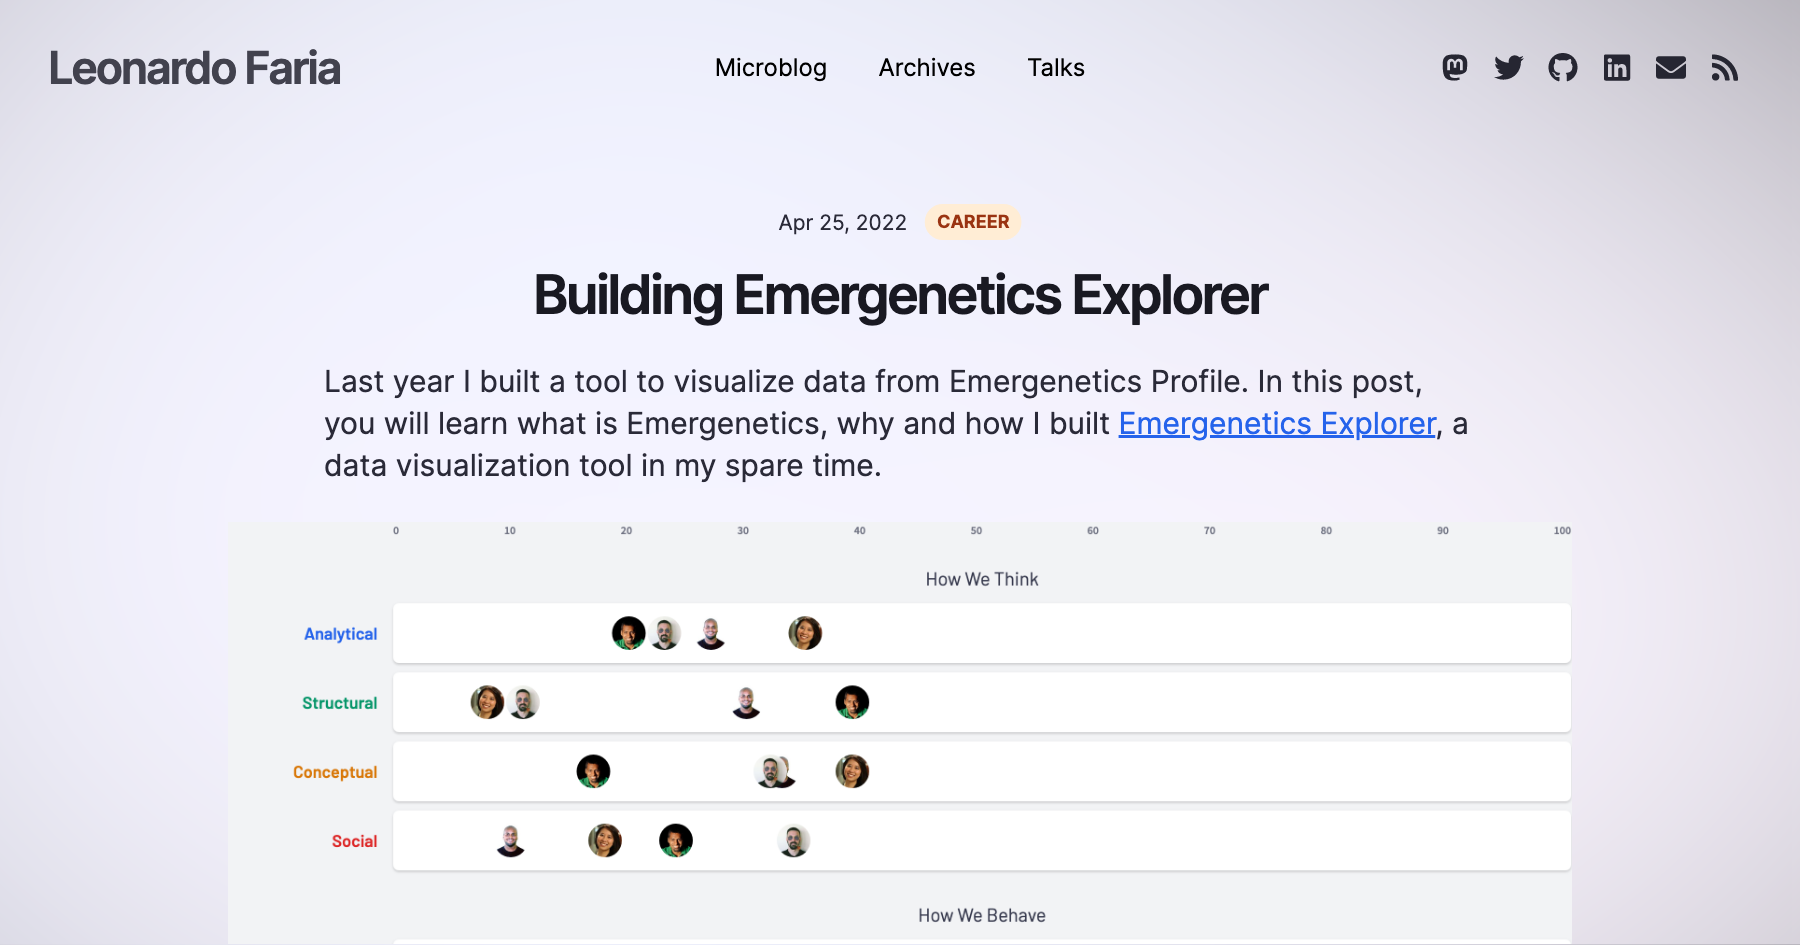 Leonardo Faria
Microblog
Archives
Talks
Apr 25, 2022
CAREER
Building Emergenetics Explorer
Last year I built a tool to visualize data from Emergenetics Profile. In this post,
you will learn what is Emergenetics, why and how I built Emergenetics Explorer, a
data visualization tool in my spare time.
0 10 20 30 40 50 60 70 80 90 100
How We Think
Analytical
Structural
Conceptual
Social
How We Behave